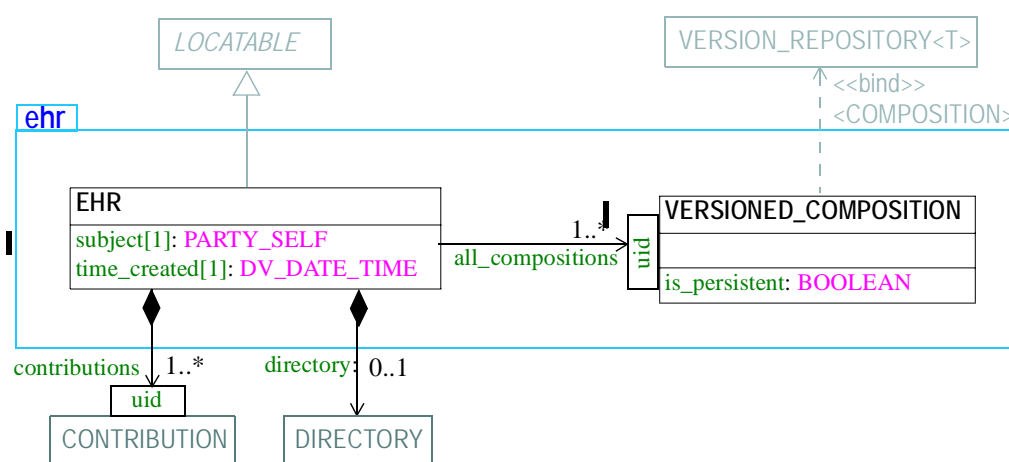 LOCATABLE
VERSION_REPOSITORY<T>
<<bind>>
<COMPOSITION>
ehr
EHR
subject[1]: PARTY_SELF
time_created[1]: DV_DATE_TIME
1..*
all_compositions
uid
VERSIONED_COMPOSITION
is_persistent: BOOLEAN
contributions
1..*
directory:
0..1
uid
CONTRIBUTION
DIRECTORY